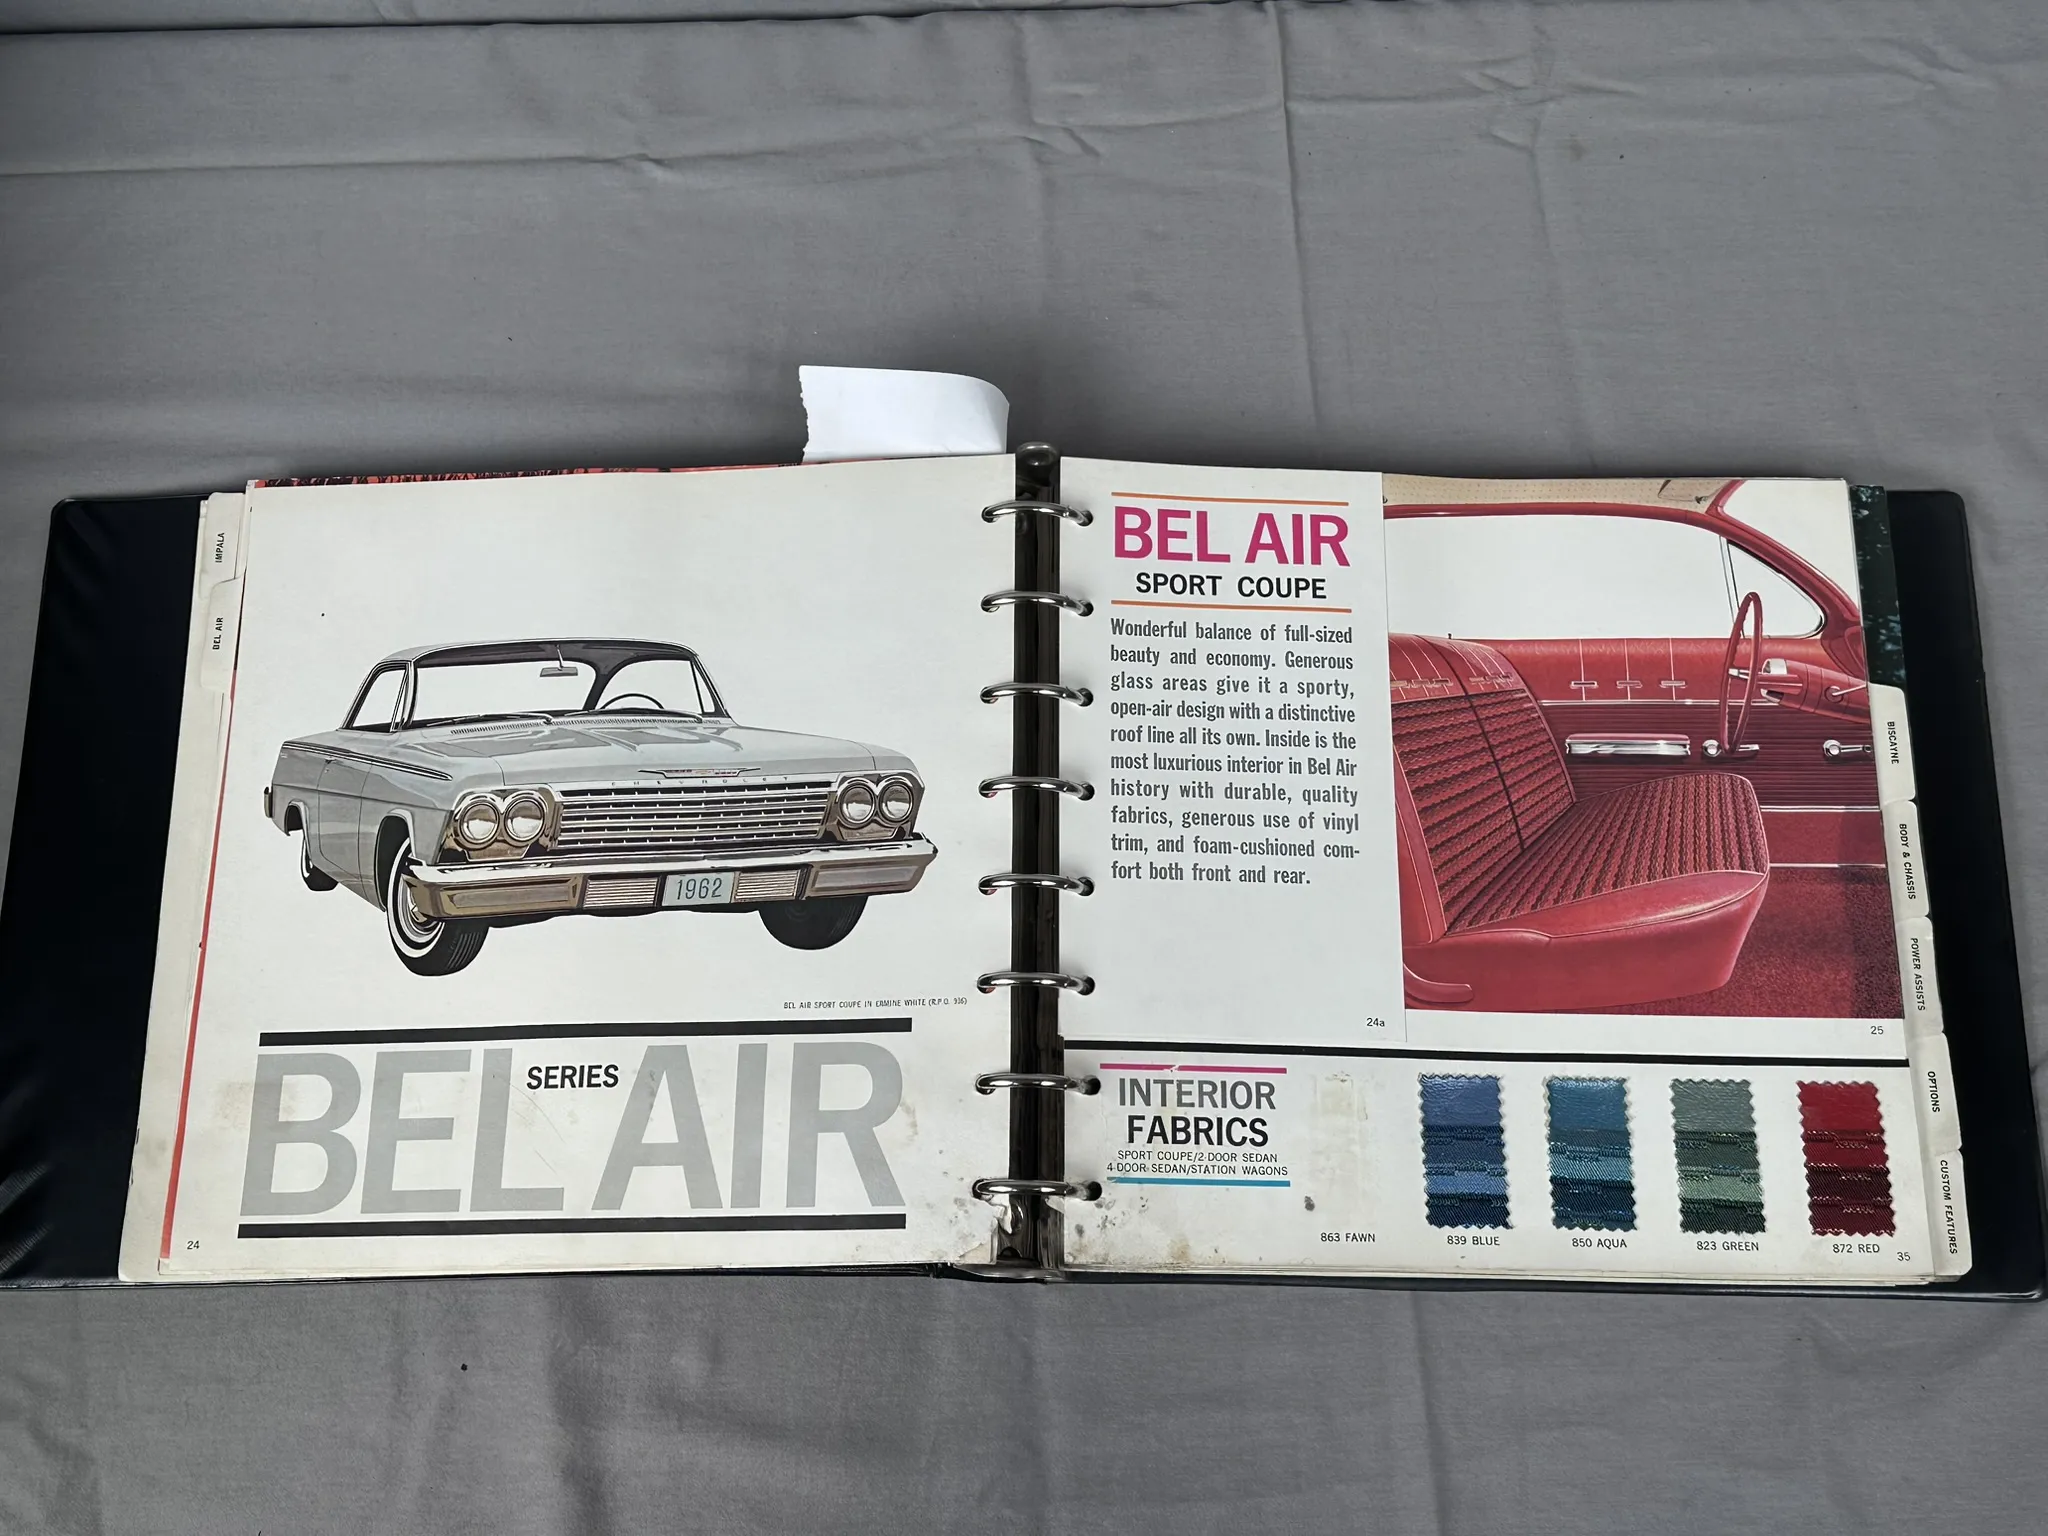 IMPALA
BEL AIR
CHEVROLET
1962
BEL AIR SPORT COUPE IN ERMINE WHITE (R.P.O. 936)
BEL AIR
SERIES
24
BEL AIR
SPORT COUPE
Wonderful balance of full-sized
beauty and economy. Generous
glass areas give it a sporty,
open-air design with a distinctive
roof line all its own. Inside is the
most luxurious interior in Bel Air
history with durable, quality
fabrics, generous use of vinyl
trim, and foam-cushioned com-
fort both front and rear.
24a
25
INTERIOR
FABRICS
SPORT COUPE/2-DOOR SEDAN
4-DOOR SEDAN/STATION WAGONS
863 FAWN
839 BLUE
850 AQUA
823 GREEN
872 RED
35
BISCAYNE
BODY & CHASSIS
POWER ASSISTS
OPTIONS
CUSTOM FEATURES